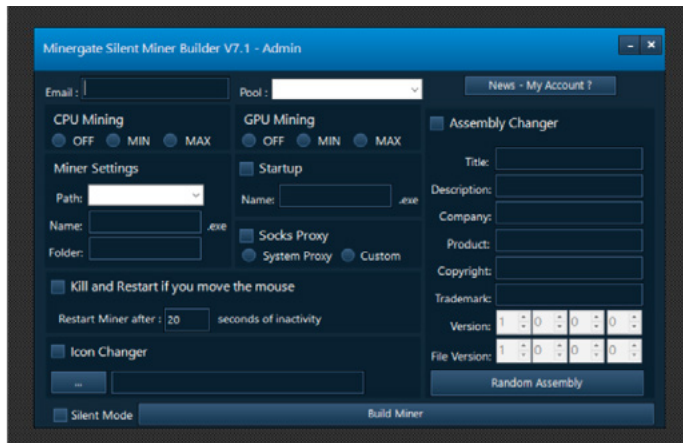 Minergate Silent Miner Builder V7.1 - Admin
Email :
Pool :
News - My Account ?
CPU Mining
OFF MIN MAX
GPU Mining
OFF MIN MAX
Miner Settings
Path:
Name: .exe
Folder:
Startup
Name: .exe
Socks Proxy
System Proxy Custom
Kill and Restart if you move the mouse
Restart Miner after : 20 seconds of inactivity
Icon Changer
...
Assembly Changer
Title:
Description:
Company:
Product:
Copyright:
Trademark:
Version: 1 0 0 0
File Version: 1 0 0 0
Random Assembly
Silent Mode
Build Miner